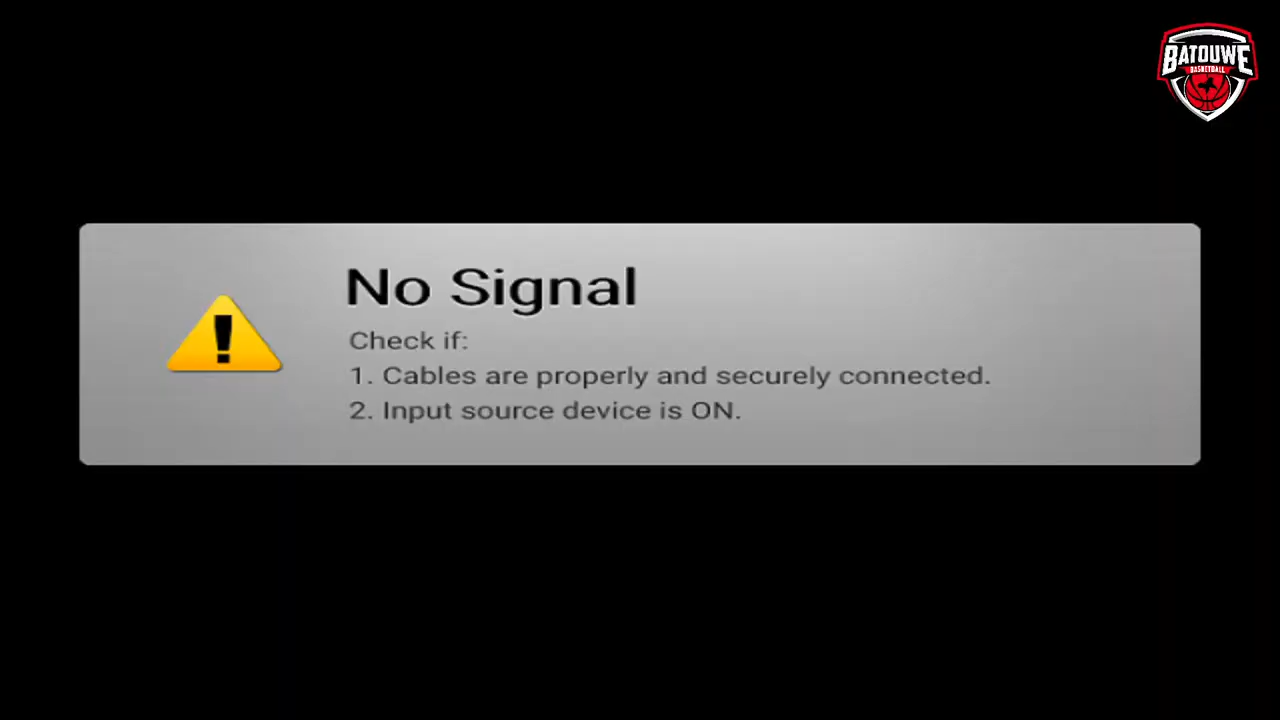 BATOUWE
BASKETBALL
No Signal
Check if:
1. Cables are properly and securely connected.
2. Input source device is ON.